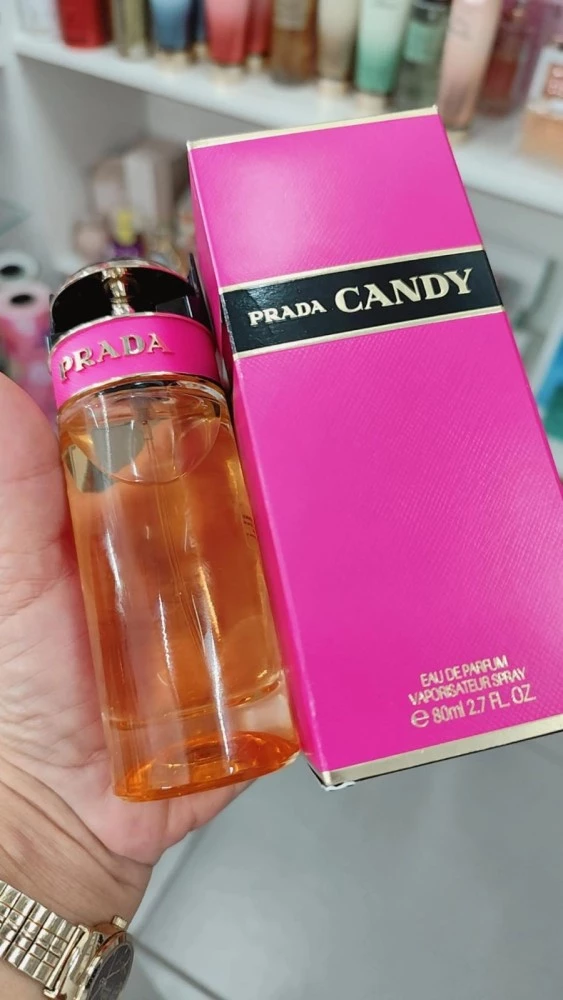 PRADA
PRADA CANDY
EAU DE PARFUM
VAPORISATEUR SPRAY
℮ 80ml 2.7 FL. OZ